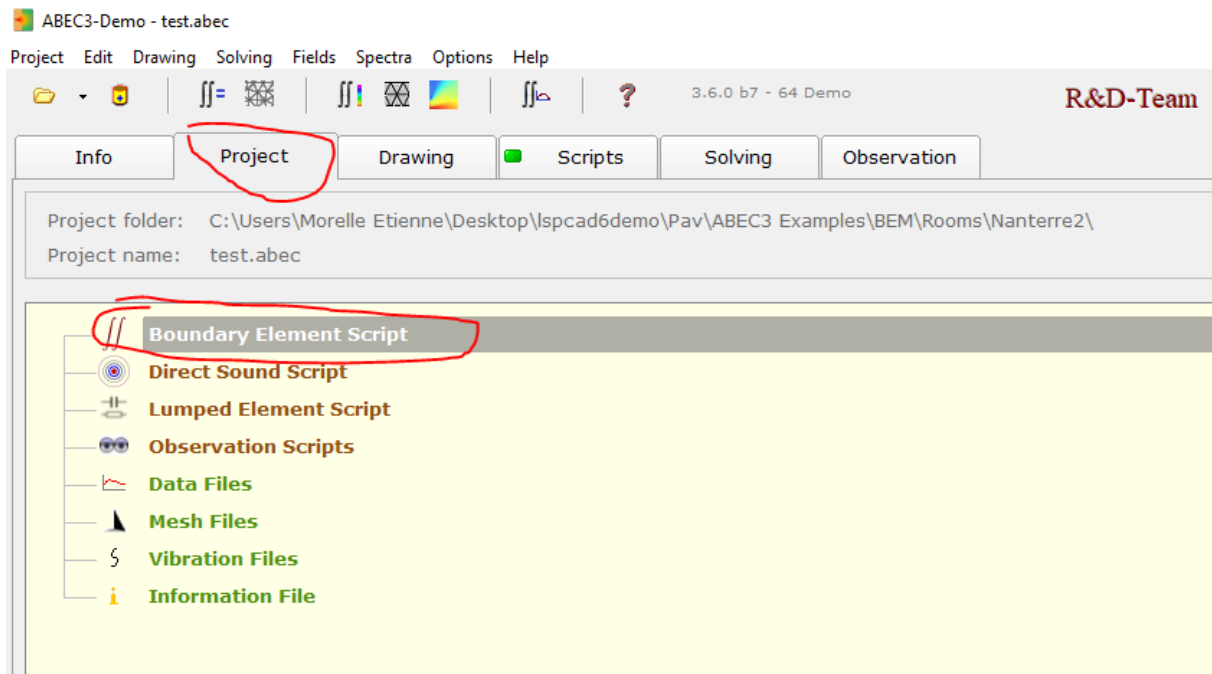 ABEC3-Demo - test.abec
Project Edit Drawing Solving Fields Spectra Options Help
3.6.0 b7 - 64 Demo R&D-Team
Info Project Drawing Scripts Solving Observation
Project folder: C:\Users\Morelle Etienne\Desktop\lspcad6demo\Pav\ABEC3 Examples\BEM\Rooms\Nanterre2\
Project name: test.abec
Boundary Element Script
Direct Sound Script
Lumped Element Script
Observation Scripts
Data Files
Mesh Files
Vibration Files
Information File